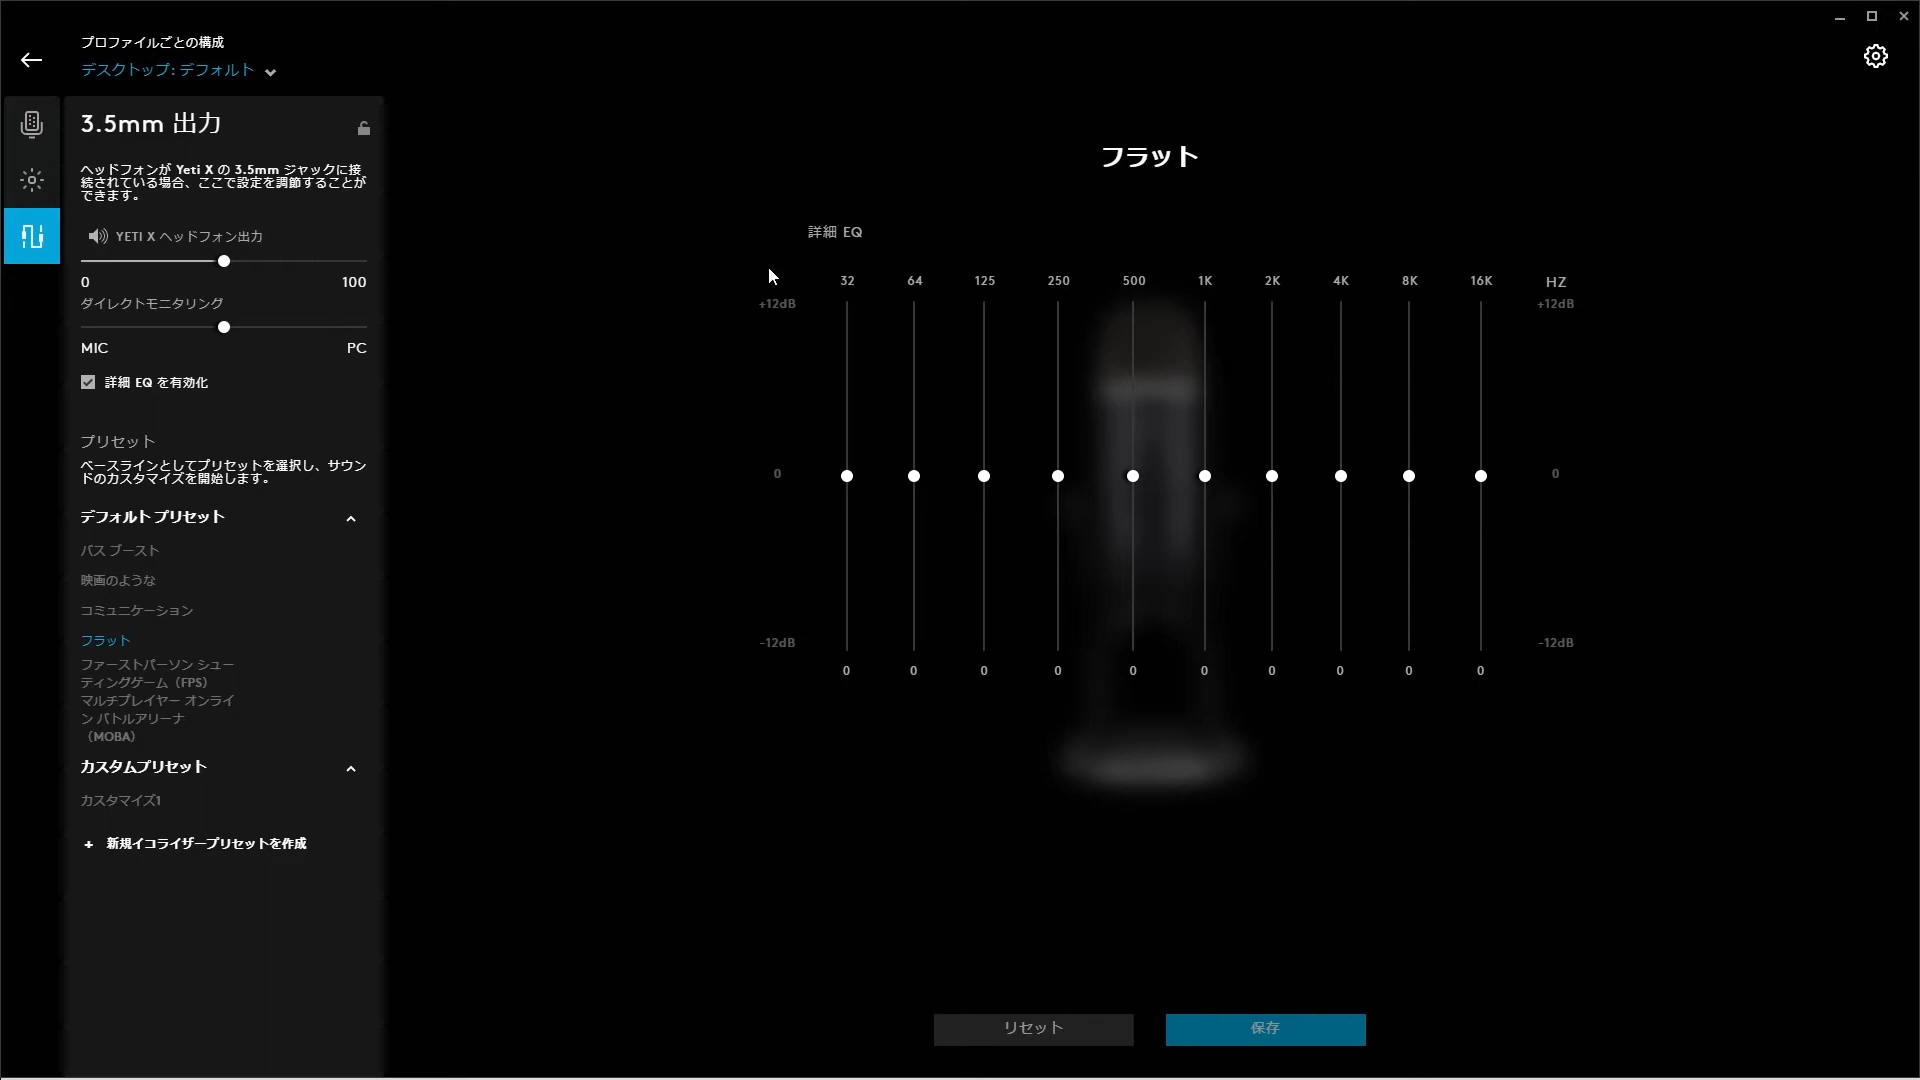 プロファイルごとの構成
デスクトップ: デフォルト
3.5mm 出力
ヘッドフォンが Yeti X の 3.5mm ジャックに接
続されている場合、ここで設定を調節することが
できます。
YETI X ヘッドフォン出力
0 100
ダイレクトモニタリング
MIC PC
詳細 EQ を有効化
プリセット
ベースラインとしてプリセットを選択し、サウン
ドのカスタマイズを開始します。
デフォルト プリセット
バス ブースト
映画のような
コミュニケーション
フラット
ファーストパーソン シュー
ティングゲーム（FPS）
マルチプレイヤー オンライ
ン バトルアリーナ
（MOBA）
カスタムプリセット
カスタマイズ1
+ 新規イコライザープリセットを作成
フラット
詳細 EQ
32 64 125 250 500 1K 2K 4K 8K 16K HZ
+12dB +12dB
0 0
-12dB -12dB
0 0 0 0 0 0 0 0 0 0
リセット 保存